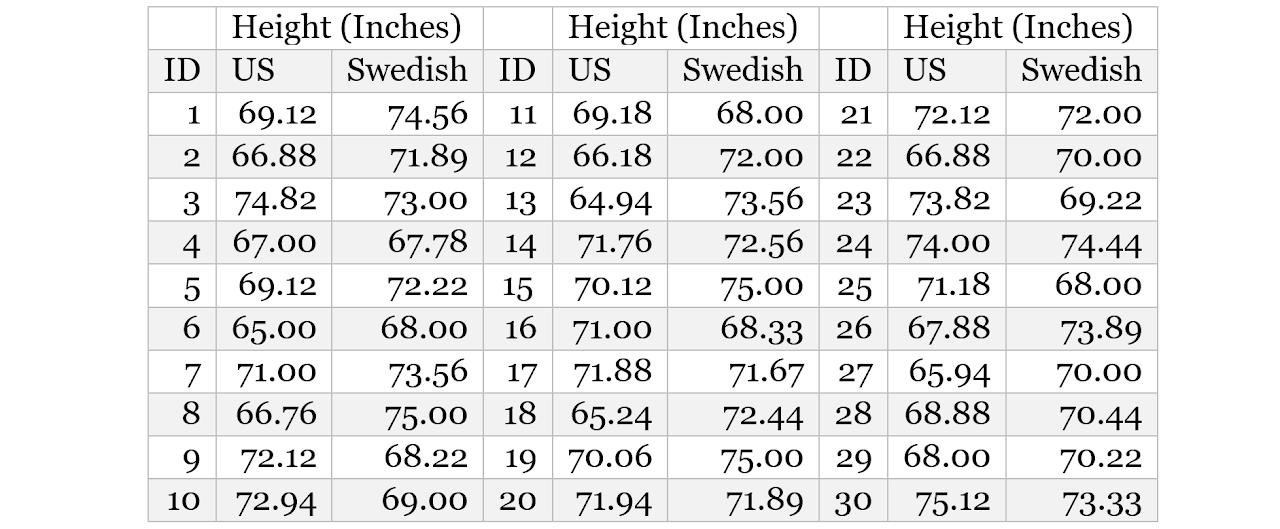 Height (Inches) Height (Inches) Height (Inches)
ID US Swedish ID US Swedish ID US Swedish
1 69.12 74.56 11 69.18 68.00 21 72.12 72.00
2 66.88 71.89 12 66.18 72.00 22 66.88 70.00
3 74.82 73.00 13 64.94 73.56 23 73.82 69.22
4 67.00 67.78 14 71.76 72.56 24 74.00 74.44
5 69.12 72.22 15 70.12 75.00 25 71.18 68.00
6 65.00 68.00 16 71.00 68.33 26 67.88 73.89
7 71.00 73.56 17 71.88 71.67 27 65.94 70.00
8 66.76 75.00 18 65.24 72.44 28 68.88 70.44
9 72.12 68.22 19 70.06 75.00 29 68.00 70.22
10 72.94 69.00 20 71.94 71.89 30 75.12 73.33